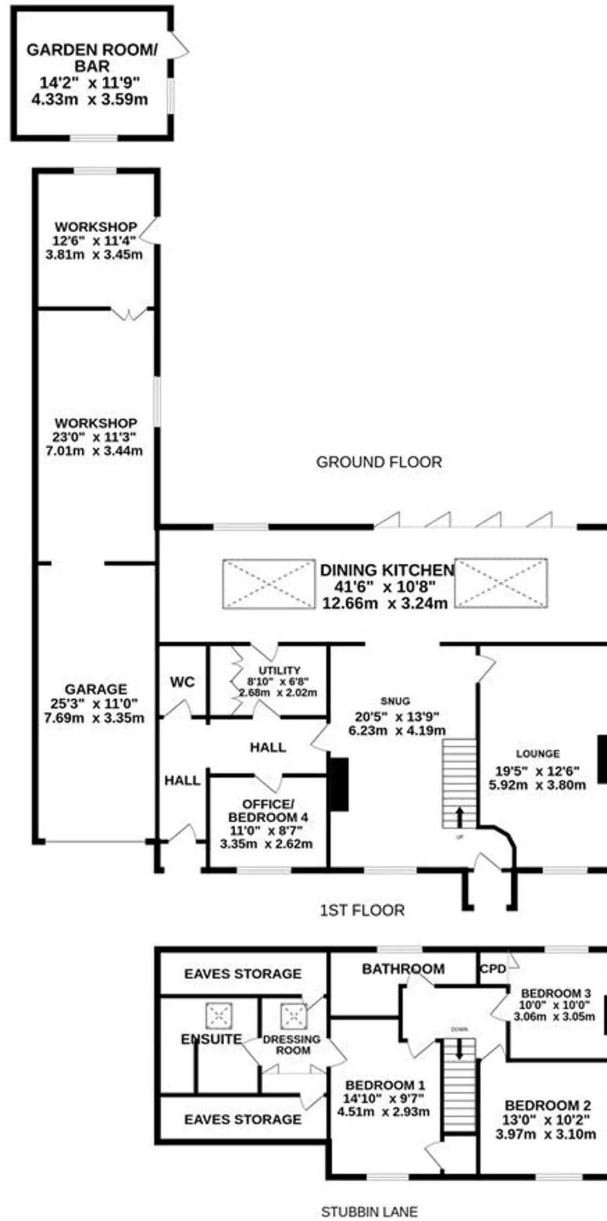 GARDEN ROOM/
BAR
14'2" x 11'9"
4.33m x 3.59m
WORKSHOP
12'6" x 11'4"
3.81m x 3.45m
WORKSHOP
23'0" x 11'3"
7.01m x 3.44m
GROUND FLOOR
DINING KITCHEN
41'6" x 10'8"
12.66m x 3.24m
WC
UTILITY
8'10" x 6'8"
2.68m x 2.02m
GARAGE
25'3" x 11'0"
7.69m x 3.35m
SNUG
20'5" x 13'9"
6.23m x 4.19m
HALL
LOUNGE
19'5" x 12'6"
5.92m x 3.80m
HALL
OFFICE/
BEDROOM 4
11'0" x 8'7"
3.35m x 2.62m
UP
1ST FLOOR
EAVES STORAGE
BATHROOM
CPD
BEDROOM 3
10'0" x 10'0"
3.06m x 3.05m
ENSUITE
DRESSING
ROOM
DOWN
BEDROOM 1
14'10" x 9'7"
4.51m x 2.93m
BEDROOM 2
13'0" x 10'2"
3.97m x 3.10m
EAVES STORAGE
STUBBIN LANE